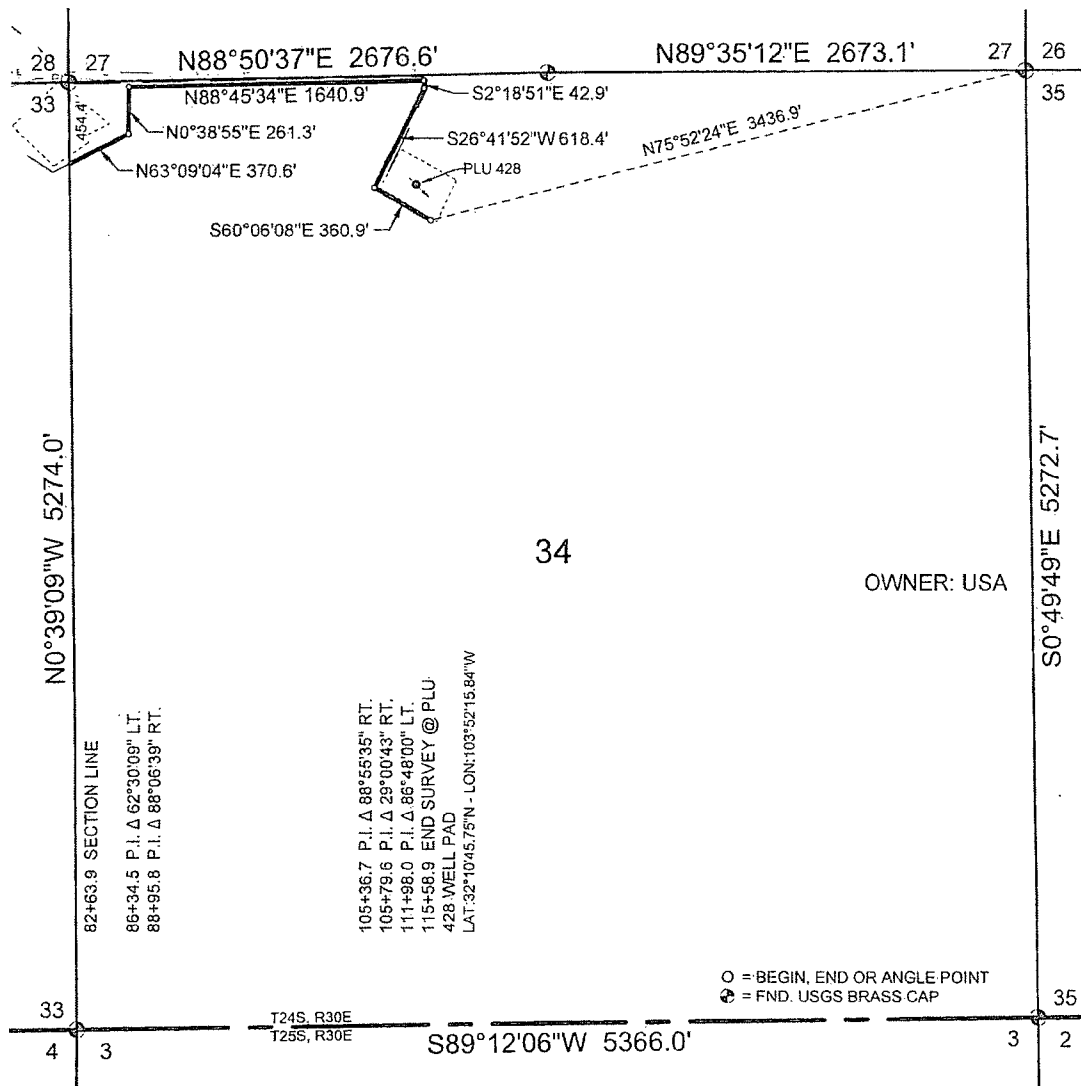 28 27
N88°50'37"E 2676.6'
N89°35'12"E 2673.1'
27 26
33
35
N88°45'34"E 1640.9'
S2°18'51"E 42.9'
454.4'
N0°38'55"E 261.3'
S26°41'52"W 618.4'
N75°52'24"E 3436.9'
N63°09'04"E 370.6'
PLU 428
S60°06'08"E 360.9'
N0°39'09"W 5274.0'
S0°49'49"E 5272.7'
34
OWNER: USA
82+63.9 SECTION LINE
86+34.5 P.I. Δ 62°30'09" LT.
88+95.8 P.I. Δ 88°06'39" RT.
105+36.7 P.I. Δ 88°55'35" RT.
105+79.6 P.I. Δ 29°00'43" RT.
111+98.0 P.I. Δ 86°48'00" LT.
115+58.9 END SURVEY @ PLU
428 WELL PAD
LAT:32°10'45.75"N - LON:103°52'15.84"W
O = BEGIN, END OR ANGLE POINT
= FND. USGS BRASS CAP
33
35
T24S, R30E
T25S, R30E
4 3
S89°12'06"W 5366.0'
3 2